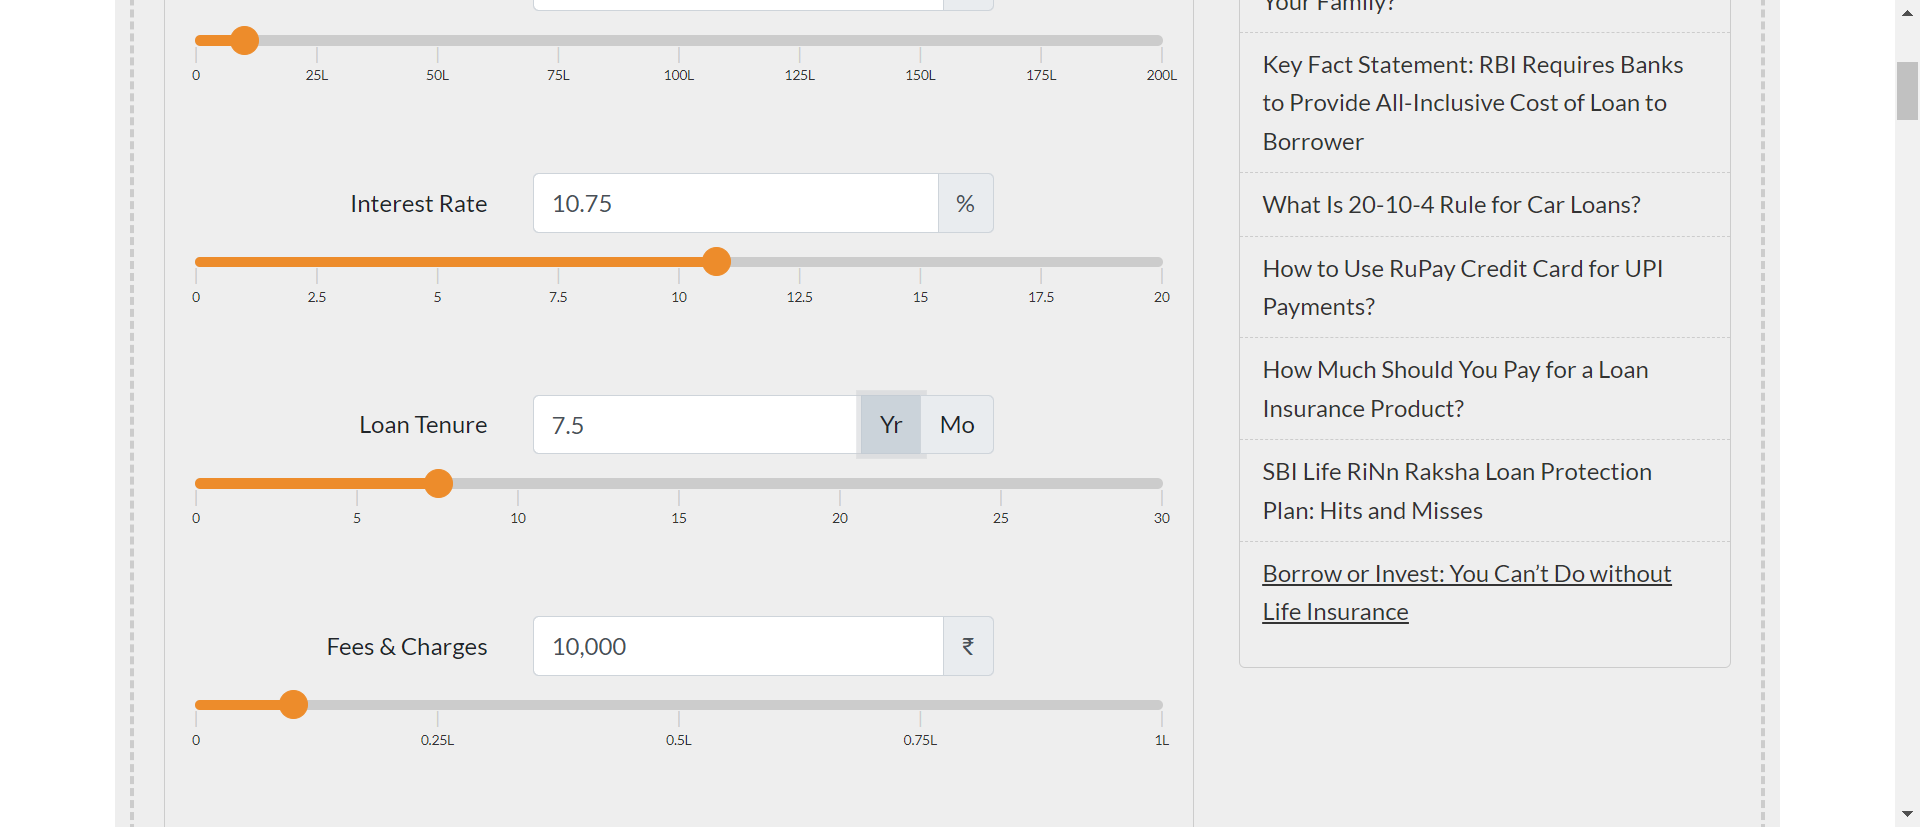 0 25L 50L 75L 100L 125L 150L 175L 200L
Interest Rate 10.75 %
0 2.5 5 7.5 10 12.5 15 17.5 20
Loan Tenure 7.5 Yr Mo
0 5 10 15 20 25 30
Fees & Charges 10,000 ₹
0 0.25L 0.5L 0.75L 1L
Your Family?
Key Fact Statement: RBI Requires Banks
to Provide All-Inclusive Cost of Loan to
Borrower
What Is 20-10-4 Rule for Car Loans?
How to Use RuPay Credit Card for UPI
Payments?
How Much Should You Pay for a Loan
Insurance Product?
SBI Life RiNn Raksha Loan Protection
Plan: Hits and Misses
Borrow or Invest: You Can’t Do without
Life Insurance